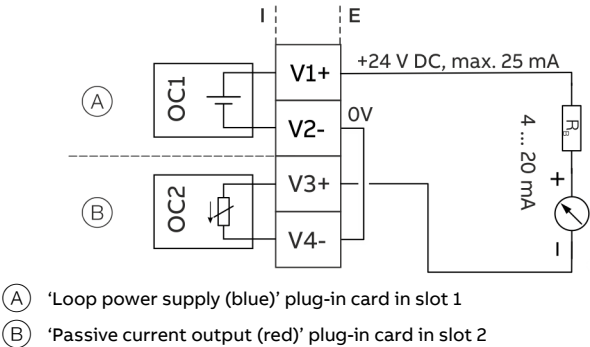 I E
V1+ +24 V DC, max. 25 mA
A OC1
V2- 0V
RB
4 ... 20 mA
+
V3+
B OC2
V4- −
A 'Loop power supply (blue)' plug-in card in slot 1
B 'Passive current output (red)' plug-in card in slot 2